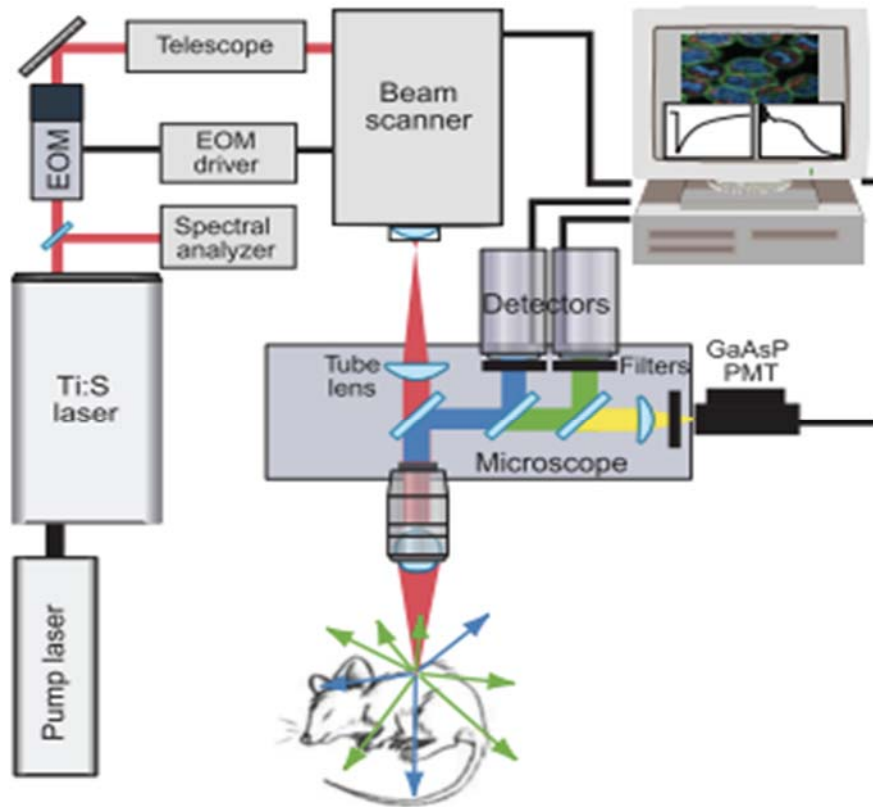 Telescope
Beam
scanner
EOM
EOM
driver
Spectral
analyzer
Detectors
Ti:S
laser
Tube
lens
Filters
GaAsP
PMT
Microscope
Pump laser